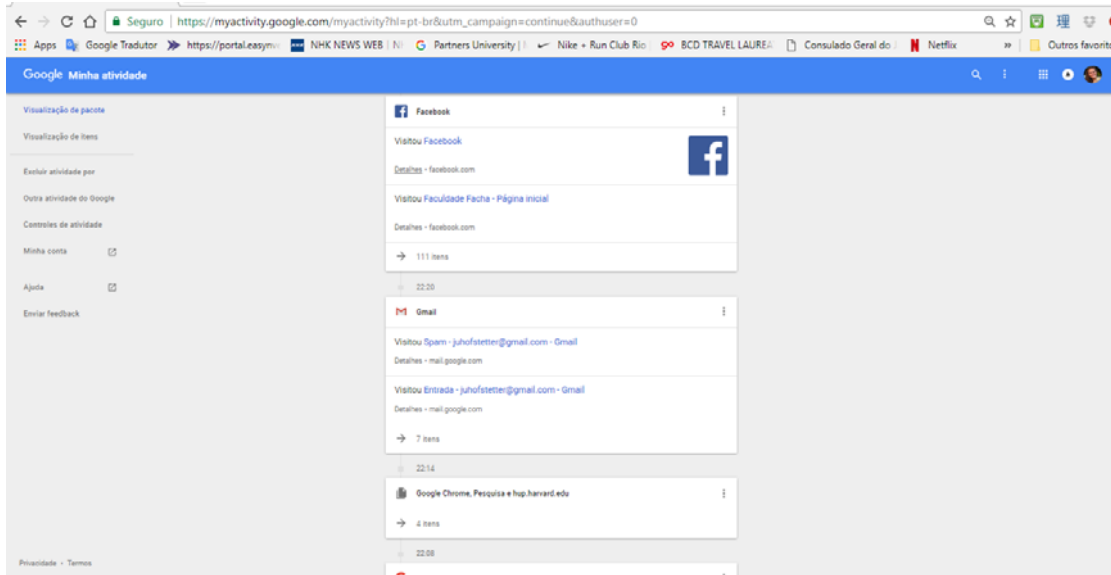 Seguro | https://myactivity.google.com/myactivity?hl=pt-br&utm_campaign=continue&authuser=0
Apps Google Tradutor https://portal.easynv NHK NEWS WEB | NI Partners University | Nike + Run Club Rio BCD TRAVEL LAUREA Consulado Geral do Netflix » Outros favorito
Google Minha atividade
Visualização de pacote
Visualização de itens
Excluir atividade por
Outra atividade do Google
Controles de atividade
Minha conta
Ajuda
Enviar feedback
Facebook
Visitou Facebook
Detalhes - facebook.com
Visitou Faculdade Facha - Página inicial
Detalhes - facebook.com
111 itens
22:20
Gmail
Visitou Spam - juhofstetter@gmail.com - Gmail
Detalhes - mail.google.com
Visitou Entrada - juhofstetter@gmail.com - Gmail
Detalhes - mail.google.com
7 itens
22:14
Google Chrome, Pesquisa e hup.harvard.edu
4 itens
22:08
Privacidade · Termos